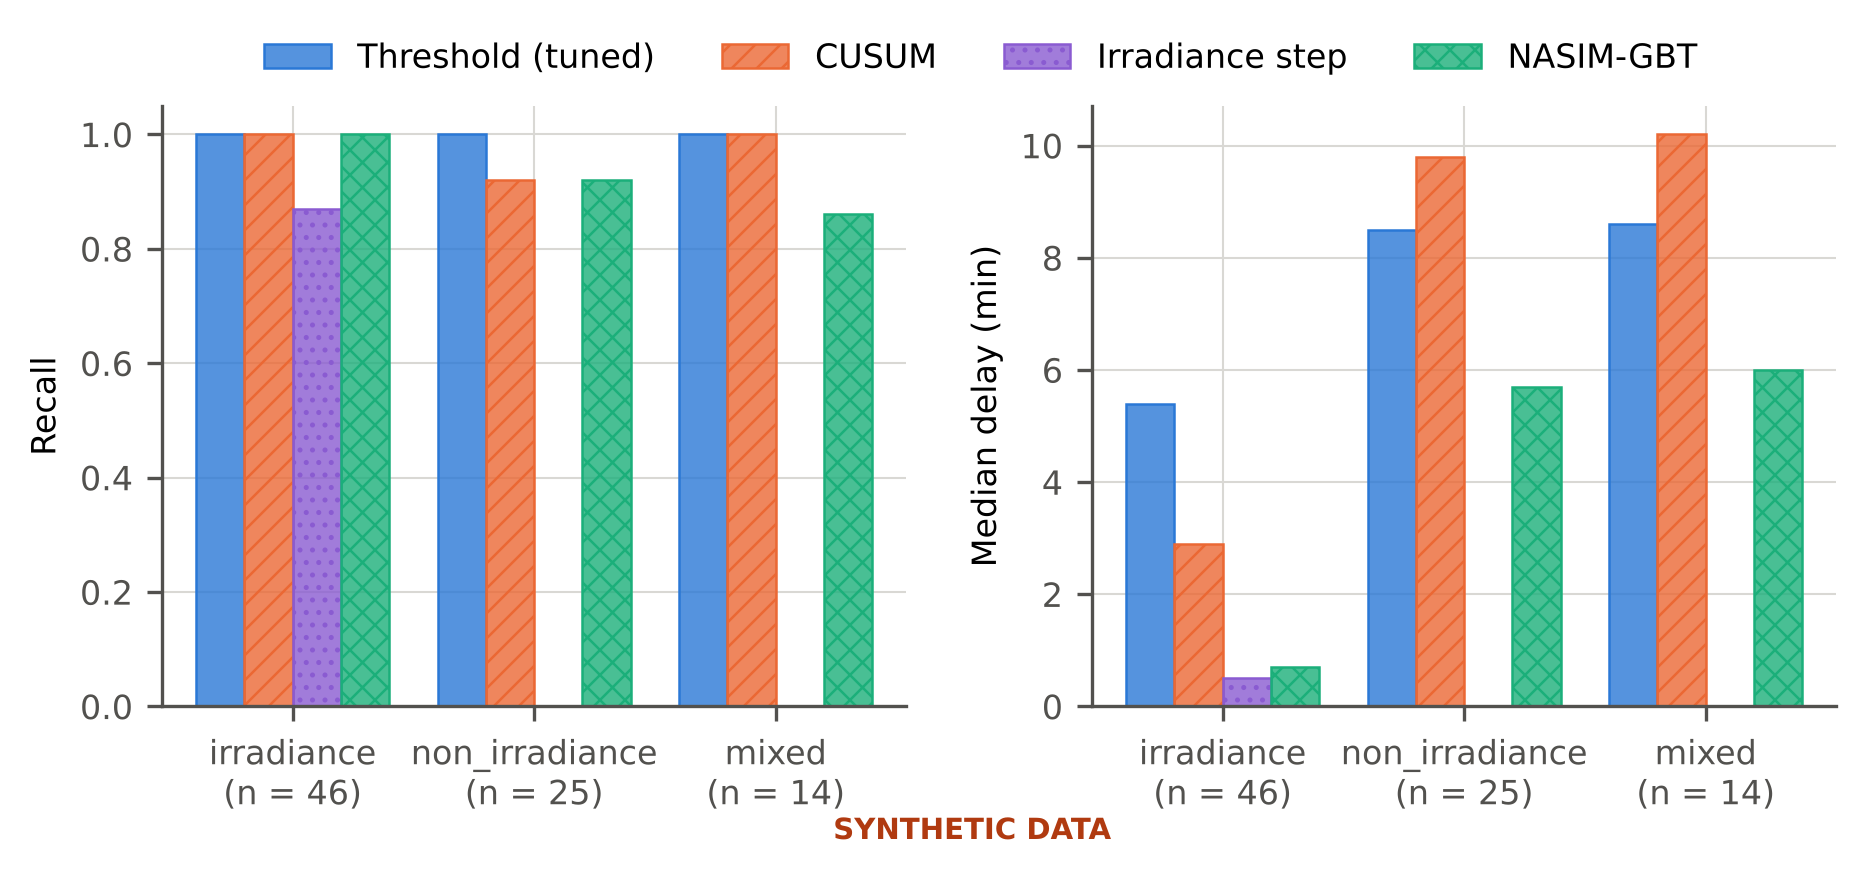 Threshold (tuned) CUSUM Irradiance step NASIM-GBT
Recall
1.0
0.8
0.6
0.4
0.2
0.0
irradiance non_irradiance mixed
(n = 46) (n = 25) (n = 14)
Median delay (min)
10
8
6
4
2
0
irradiance non_irradiance mixed
(n = 46) (n = 25) (n = 14)
SYNTHETIC DATA